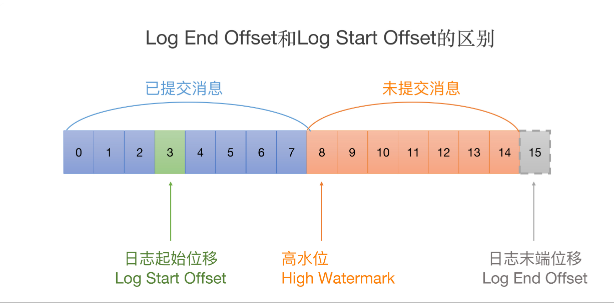 Log End Offset和Log Start Offset的区别
已提交消息
未提交消息
0 1 2 3 4 5 6 7 8 9 10 11 12 13 14 15
日志起始位移
Log Start Offset
高水位
High Watermark
日志末端位移
Log End Offset